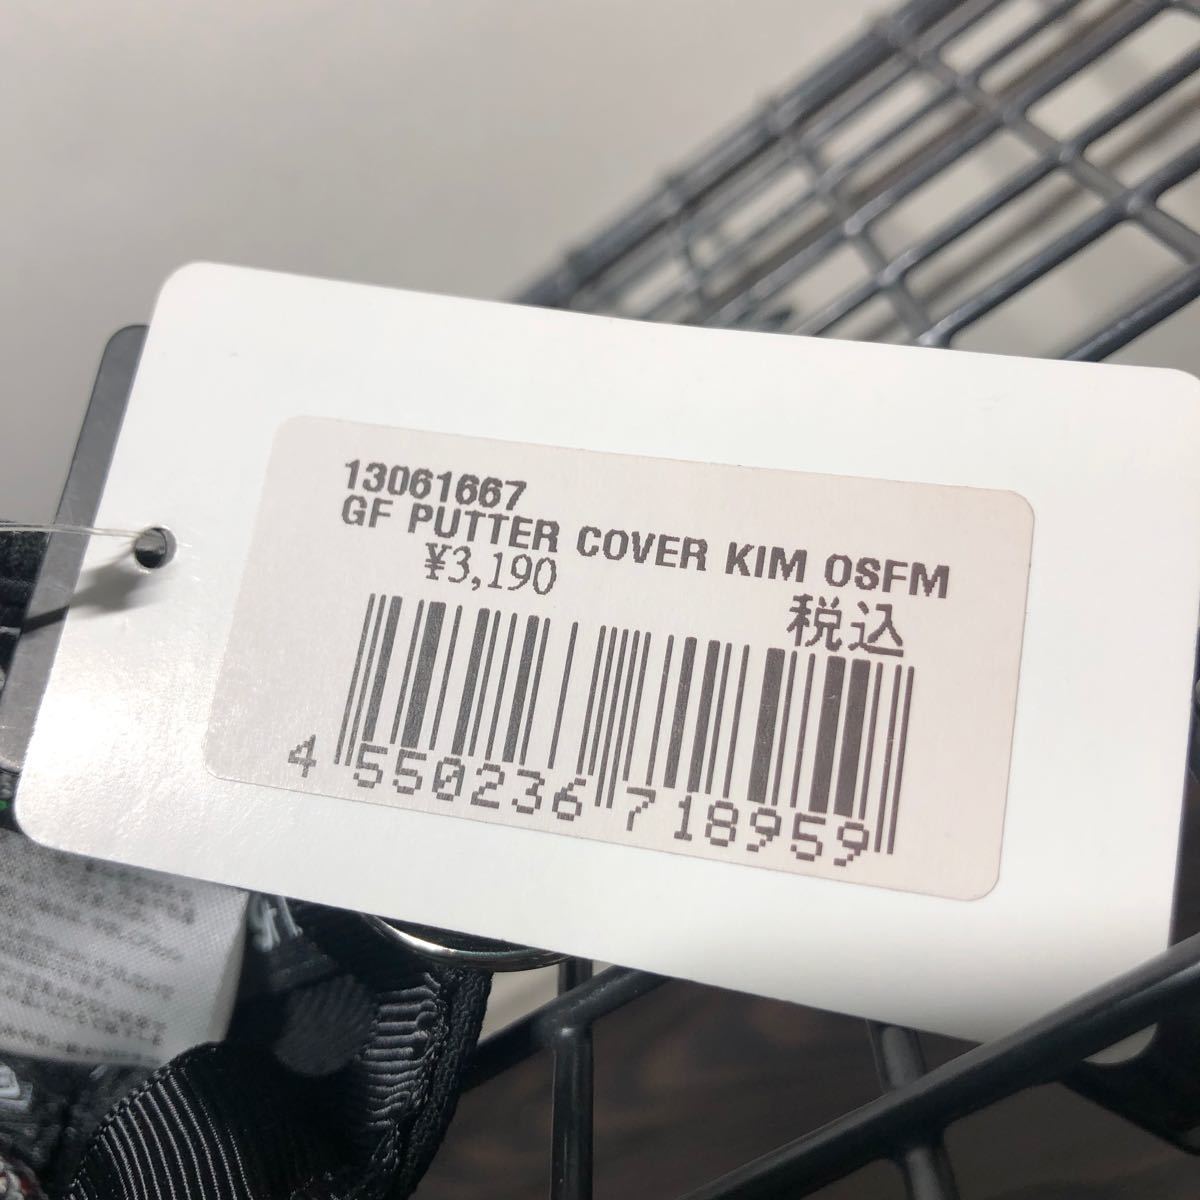 13061667
GF PUTTER COVER KIM OSFM
¥3,190
税込
4 550236 718959